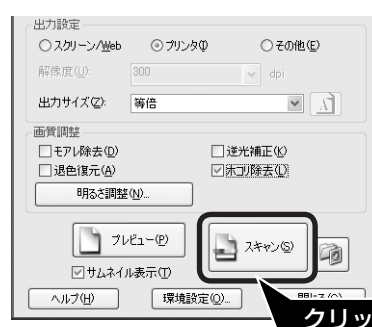 出力設定
スクリーン/Web プリンタ(I) その他(E)
解像度(U): 300 dpi
出力サイズ(Z): 等倍
画質調整
モアレ除去(D) 逆光補正(K)
退色復元(A) ホコリ除去(L)
明るさ調整(N)...
プレビュー(P) スキャン(S)
サムネイル表示(T)
ヘルプ(H) 環境設定(O)...
クリッ